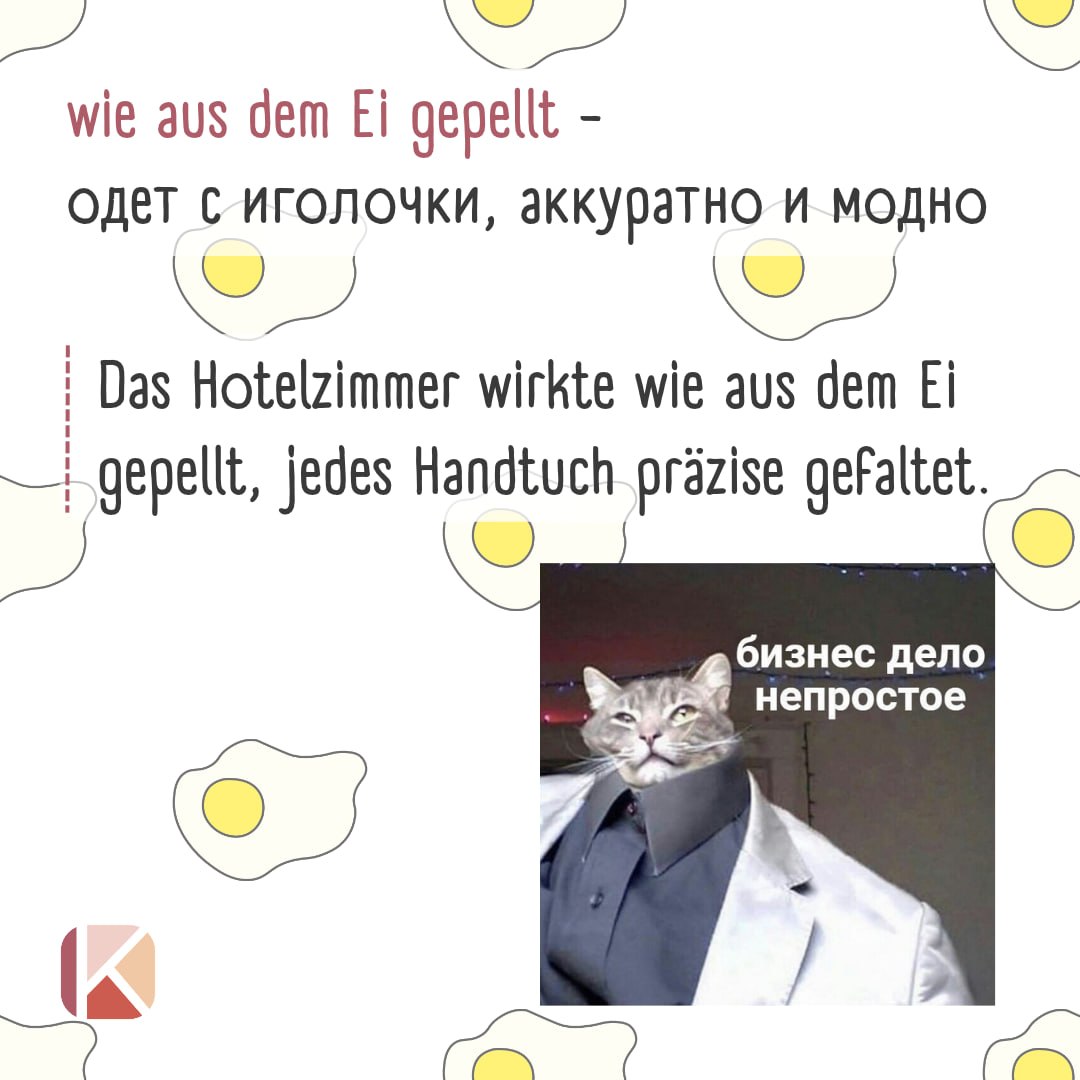 wie aus dem Ei gepellt -
одет с иголочки, аккуратно и модно
Das Hotelzimmer wirkte wie aus dem Ei
gepellt, jedes Handtuch präzise gefaltet.
бизнес дело
непростое